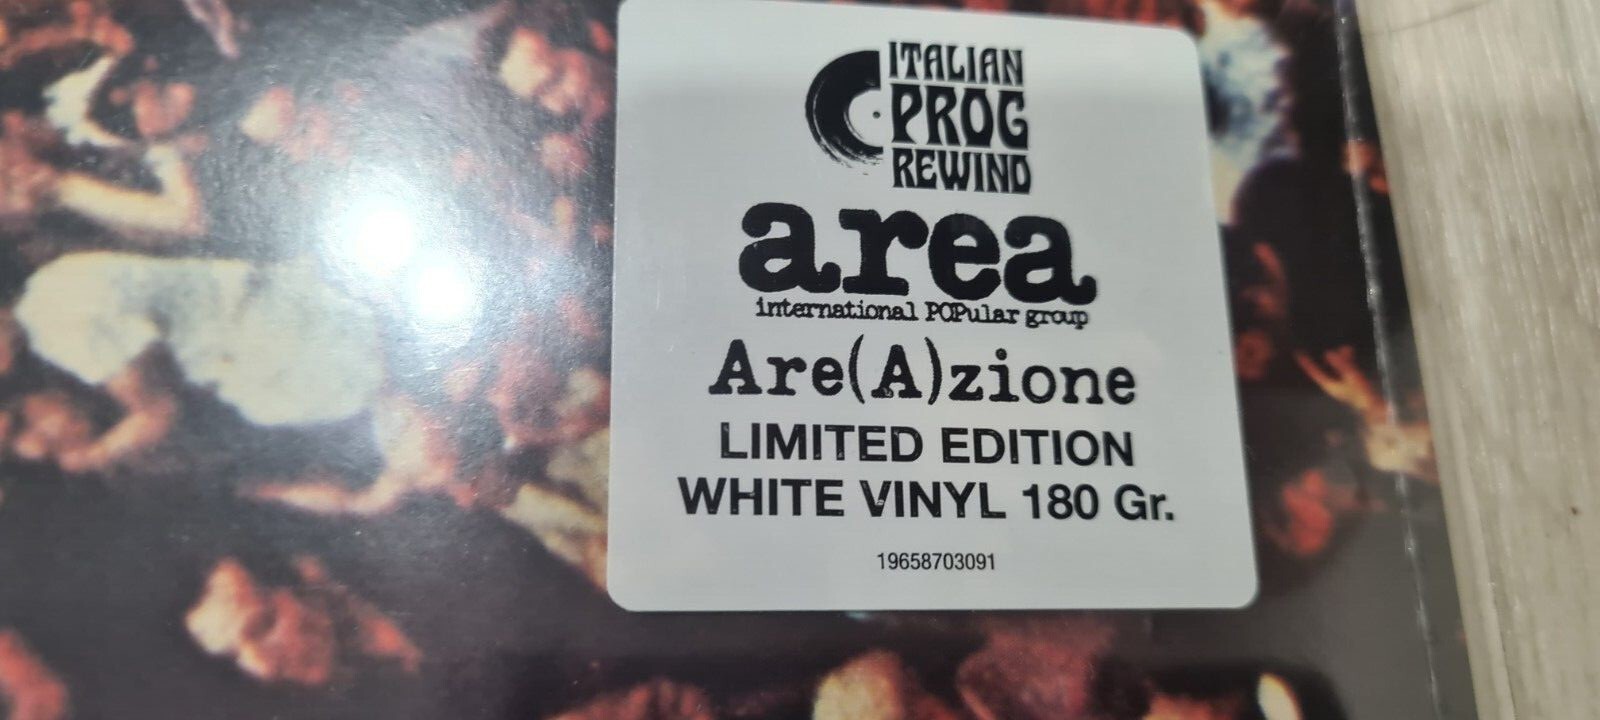 ITALIAN
PROG
REWIND
area
international POPular group
Are(A)zione
LIMITED EDITION
WHITE VINYL 180 Gr.
19658703091